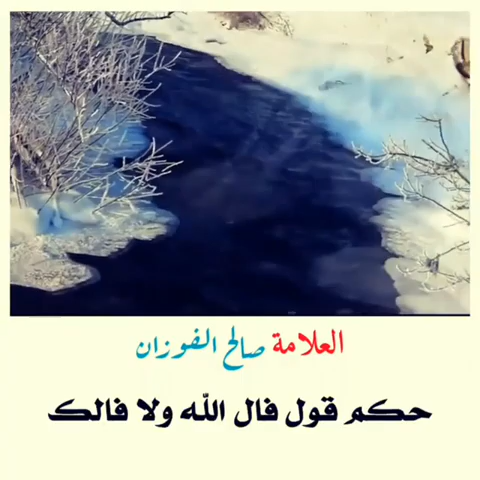 العلامة صالح الفوزان
حكم قول فال الله ولا فالك